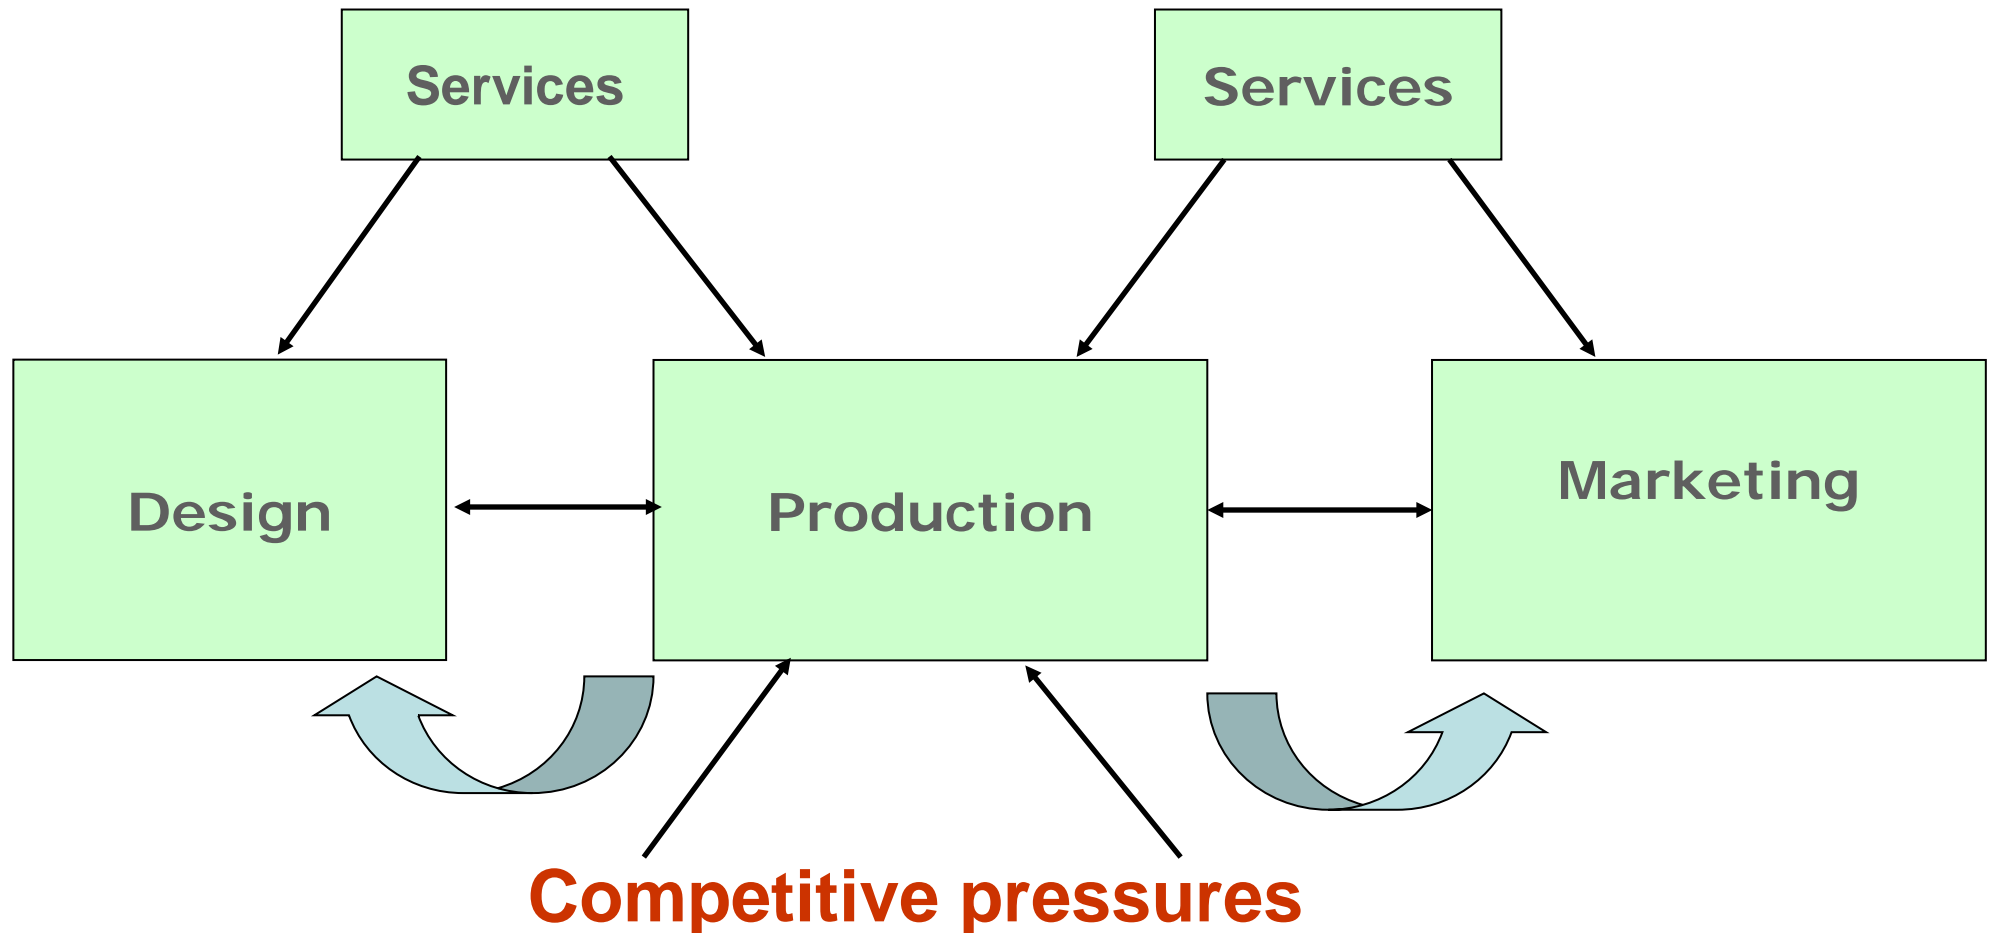 Services
Services
Design
Production
Marketing
Competitive pressures